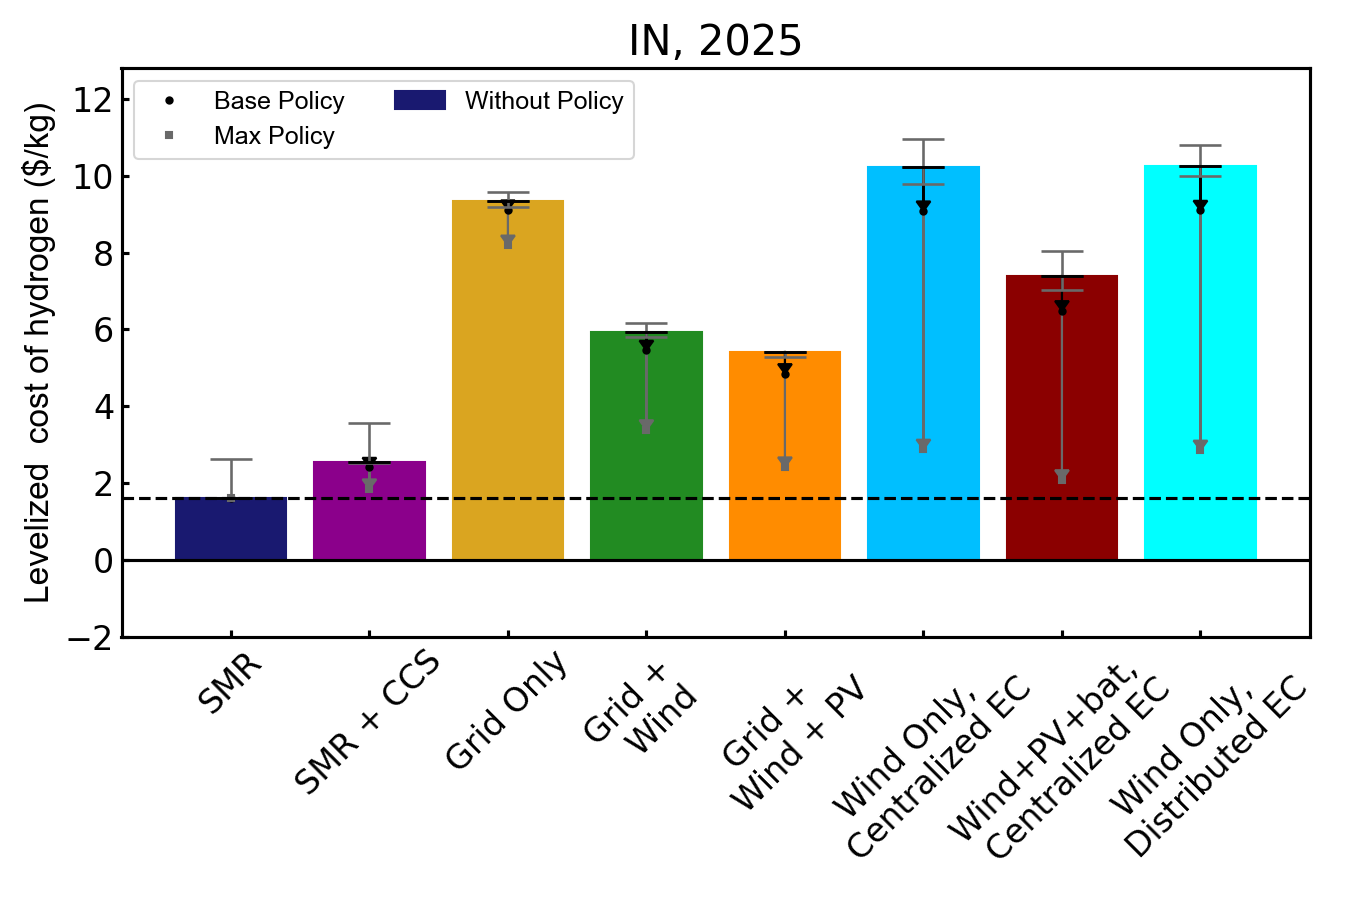 IN, 2025
Base Policy
Max Policy
Without Policy
Levelized  cost of hydrogen ($/kg)
12
10
8
6
4
2
0
−2
SMR
SMR + CCS
Grid Only
Grid +
Wind
Grid +
Wind + PV
Wind Only,
Centralized EC
Wind+PV+bat,
Centralized EC
Wind Only,
Distributed EC